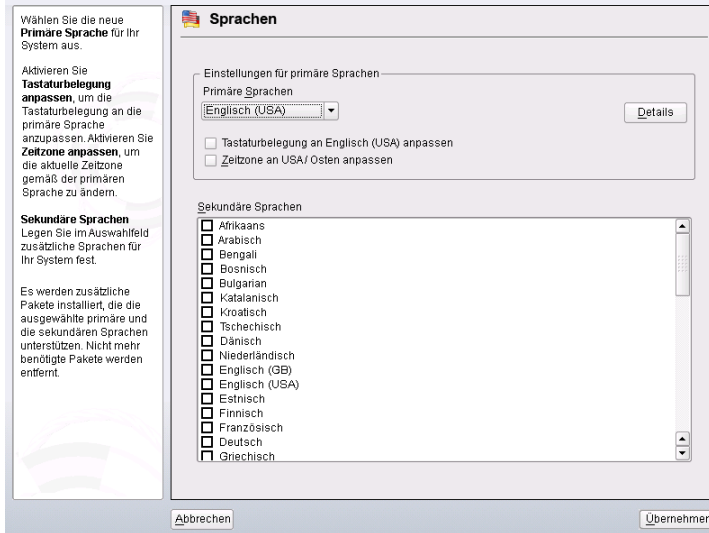 Wählen Sie die neue
Primäre Sprache für Ihr
System aus.
Aktivieren Sie
Tastaturbelegung
anpassen, um die
Tastaturbelegung an die
primäre Sprache
anzupassen. Aktivieren Sie
Zeitzone anpassen, um
die aktuelle Zeitzone
gemäß der primären
Sprache zu ändern.
Sekundäre Sprachen
Legen Sie im Auswahlfeld
zusätzliche Sprachen für
Ihr System fest.
Es werden zusätzliche
Pakete installiert, die die
ausgewählte primäre und
die sekundären Sprachen
unterstützen. Nicht mehr
benötigte Pakete werden
entfernt.
Sprachen
Einstellungen für primäre Sprachen
Primäre Sprachen
Englisch (USA)
Details
Tastaturbelegung an Englisch (USA) anpassen
Zeitzone an USA/ Osten anpassen
Sekundäre Sprachen
Afrikaans
Arabisch
Bengali
Bosnisch
Bulgarian
Katalanisch
Kroatisch
Tschechisch
Dänisch
Niederländisch
Englisch (GB)
Englisch (USA)
Estnisch
Finnisch
Französisch
Deutsch
Griechisch
Abbrechen
Übernehmen